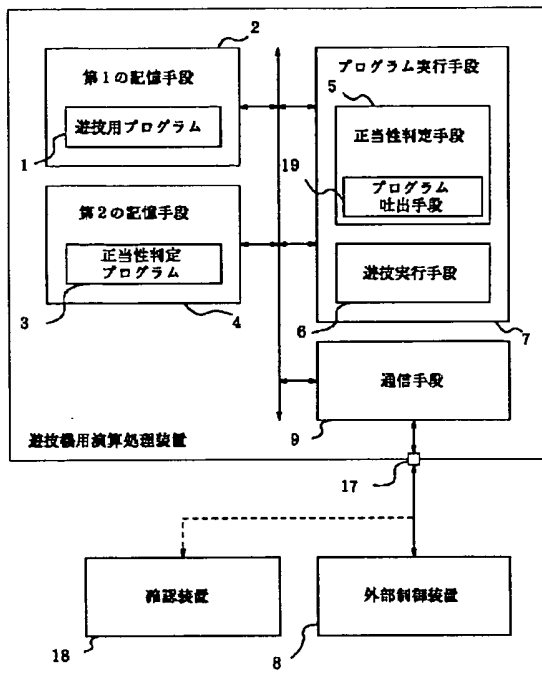 2
第1の記憶手段
遊技用プログラム
1
第2の記憶手段
正当性判定
プログラム
3
4
プログラム実行手段
5
正当性判定手段
19
プログラム
吐出手段
遊技実行手段
6
7
通信手段
9
遊技機用演算処理装置
17
確認装置
18
外部制御装置
8